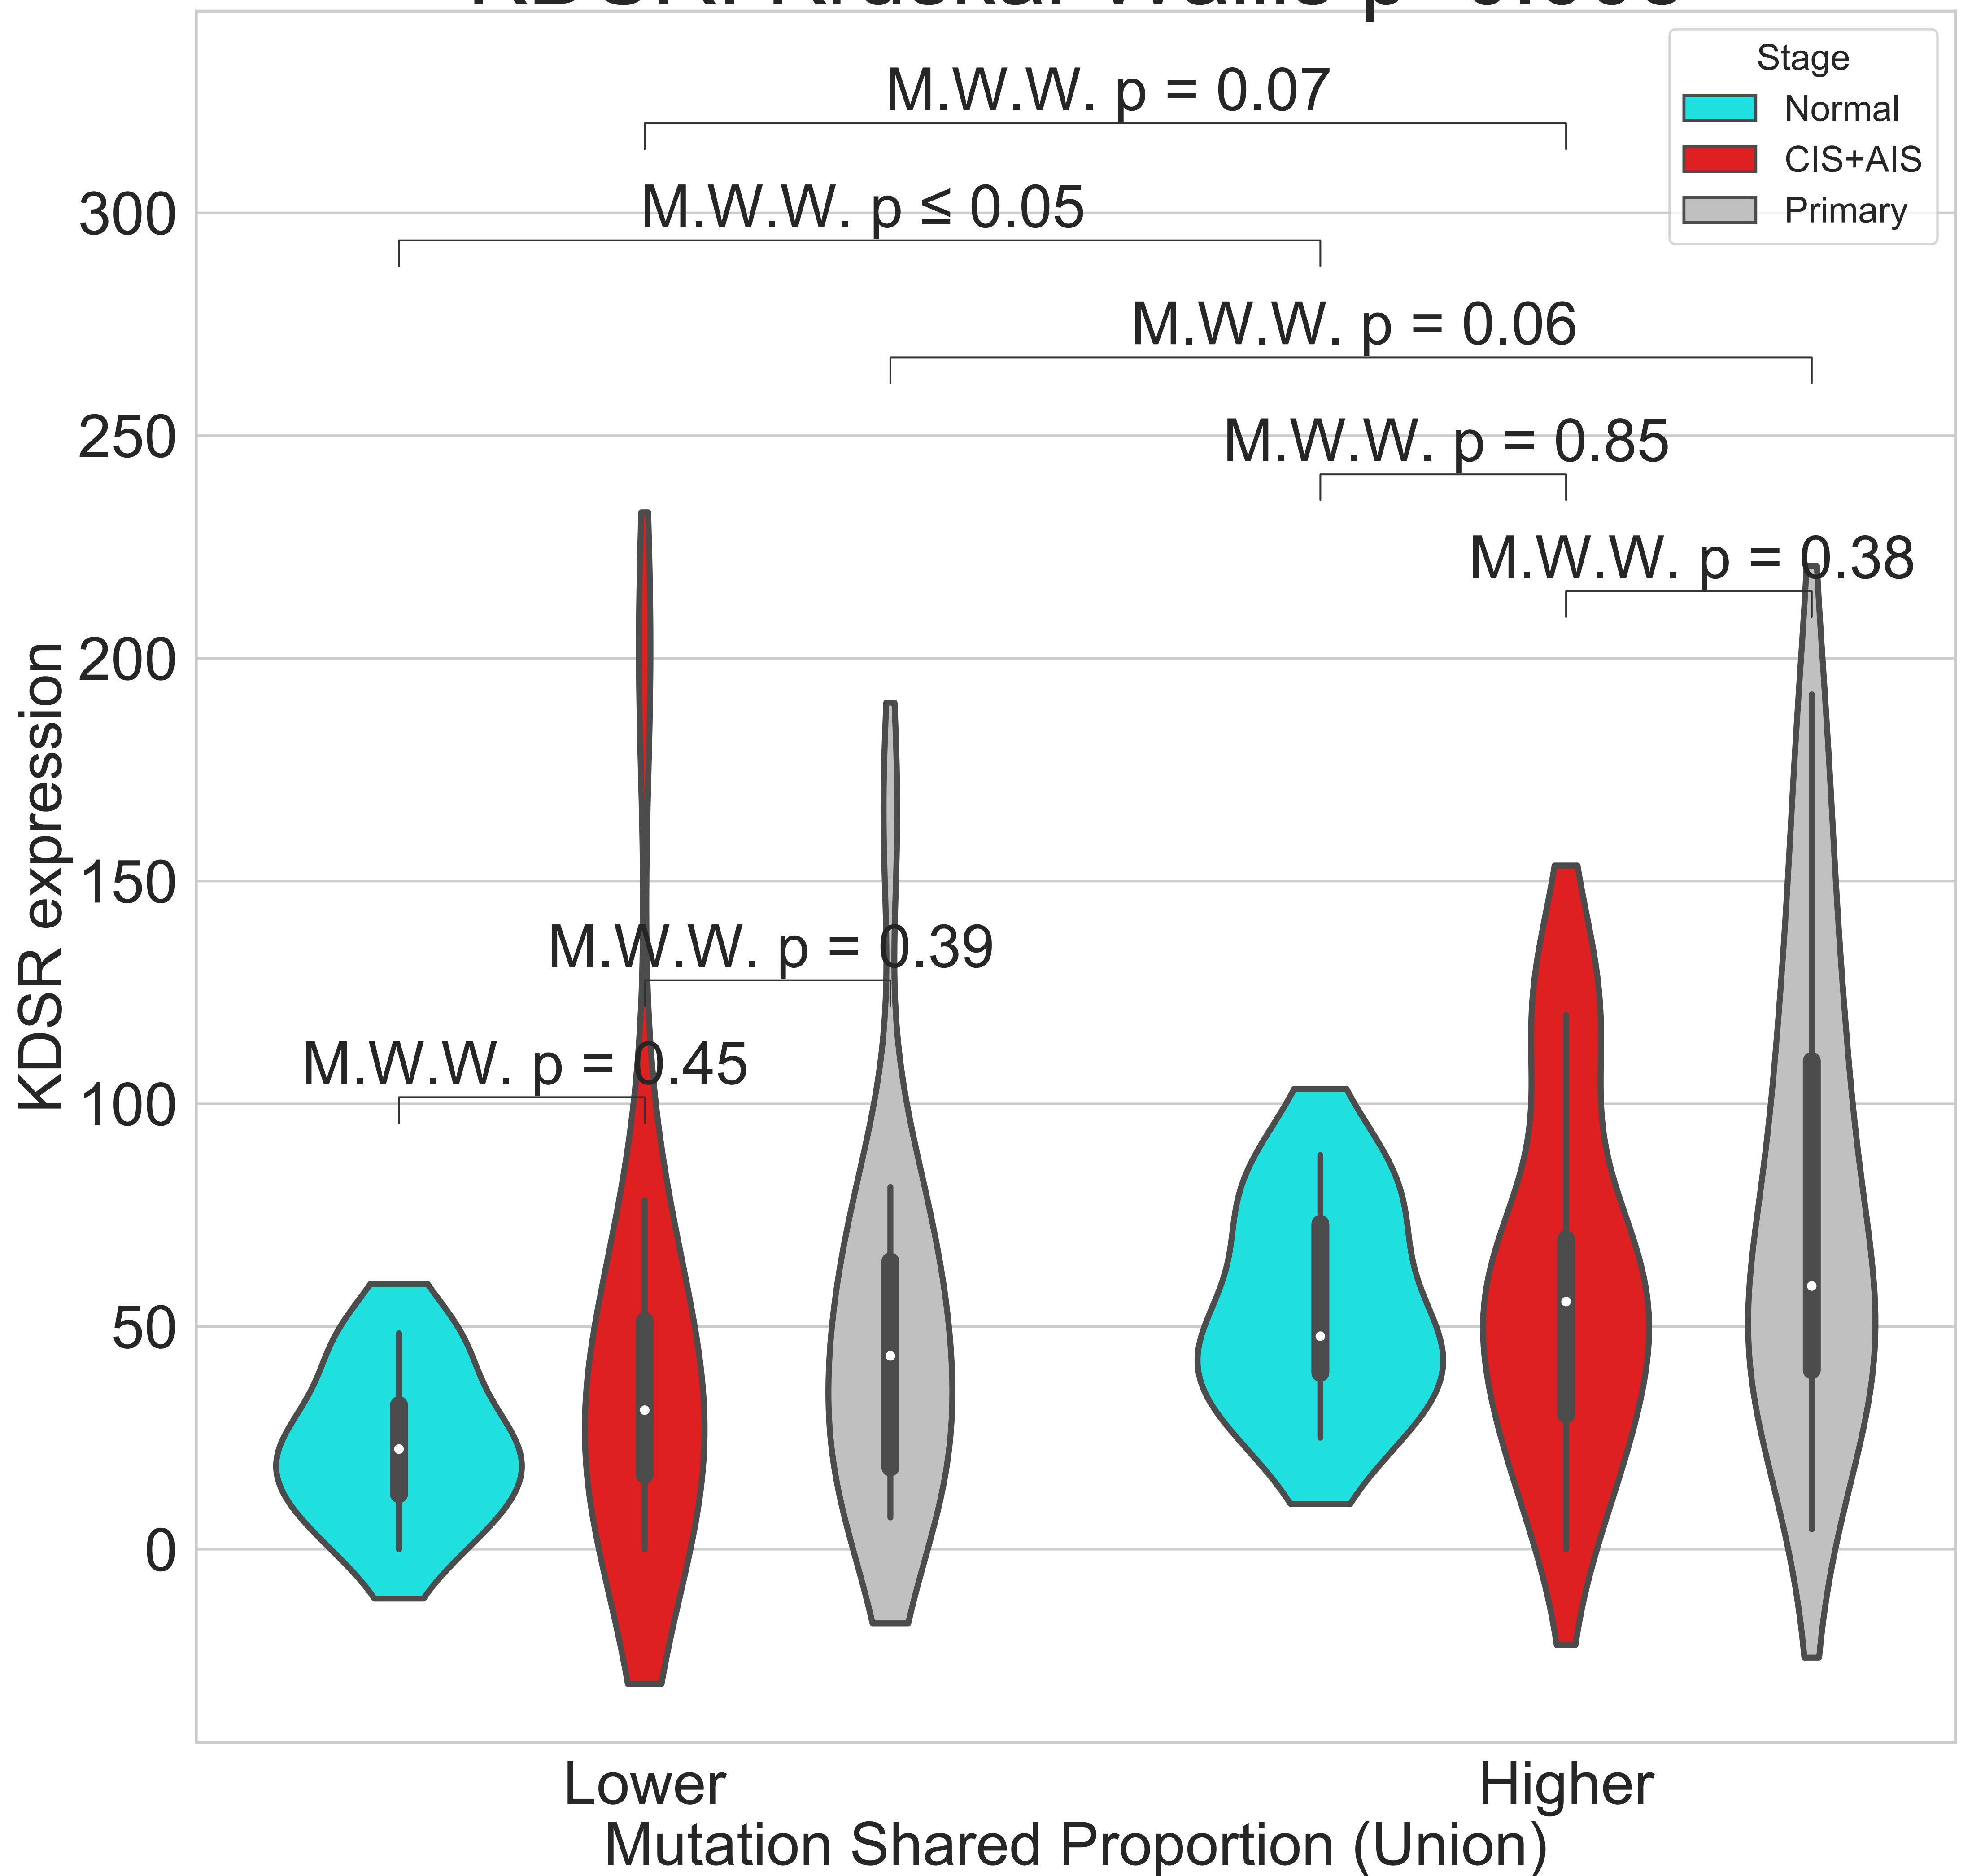 Stage
Normal
CIS+AIS
Primary
M.W.W. p = 0.07
M.W.W. p ≤ 0.05
M.W.W. p = 0.06
M.W.W. p = 0.85
M.W.W. p = 0.38
M.W.W. p = 0.39
M.W.W. p = 0.45
KDSR expression
300
250
200
150
100
50
0
Lower
Higher
Mutation Shared Proportion (Union)